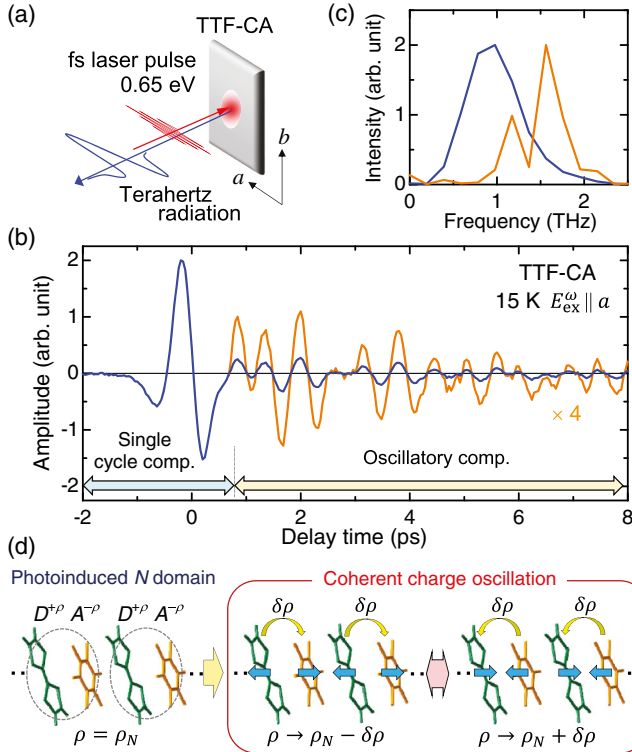 (a)
TTF-CA
fs laser pulse
0.65 eV
Terahertz
radiation
a
b
(c)
Intensity (arb. unit)
2
1
0
0
1
2
Frequency (THz)
(b)
Amplitude (arb. unit)
2
1
0
-1
-2
TTF-CA
15 K E_ex^ω ∥ a
× 4
Single
cycle comp.
Oscillatory comp.
-2 0 2 4 6 8
Delay time (ps)
(d)
Photoinduced N domain
Coherent charge oscillation
D^+ρ A^-ρ D^+ρ A^-ρ
δρ δρ δρ δρ
ρ = ρ_N
ρ → ρ_N − δρ
ρ → ρ_N + δρ